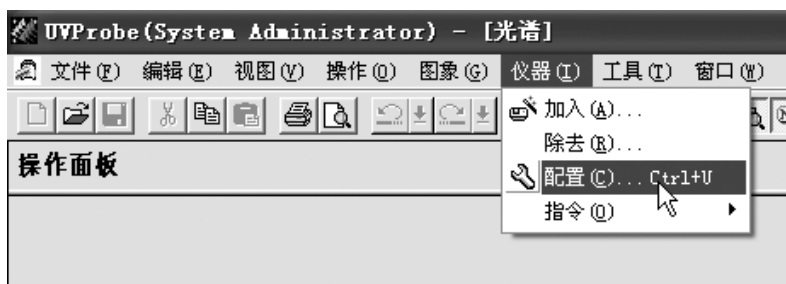 UVProbe(System Administrator) - [光谱]
文件(F) 编辑(E) 视图(V) 操作(O) 图象(G) 仪器(I) 工具(T) 窗口(W)
加入(A)...
除去(R)...
操作面板
配置(C)... Ctrl+U
指令(O)